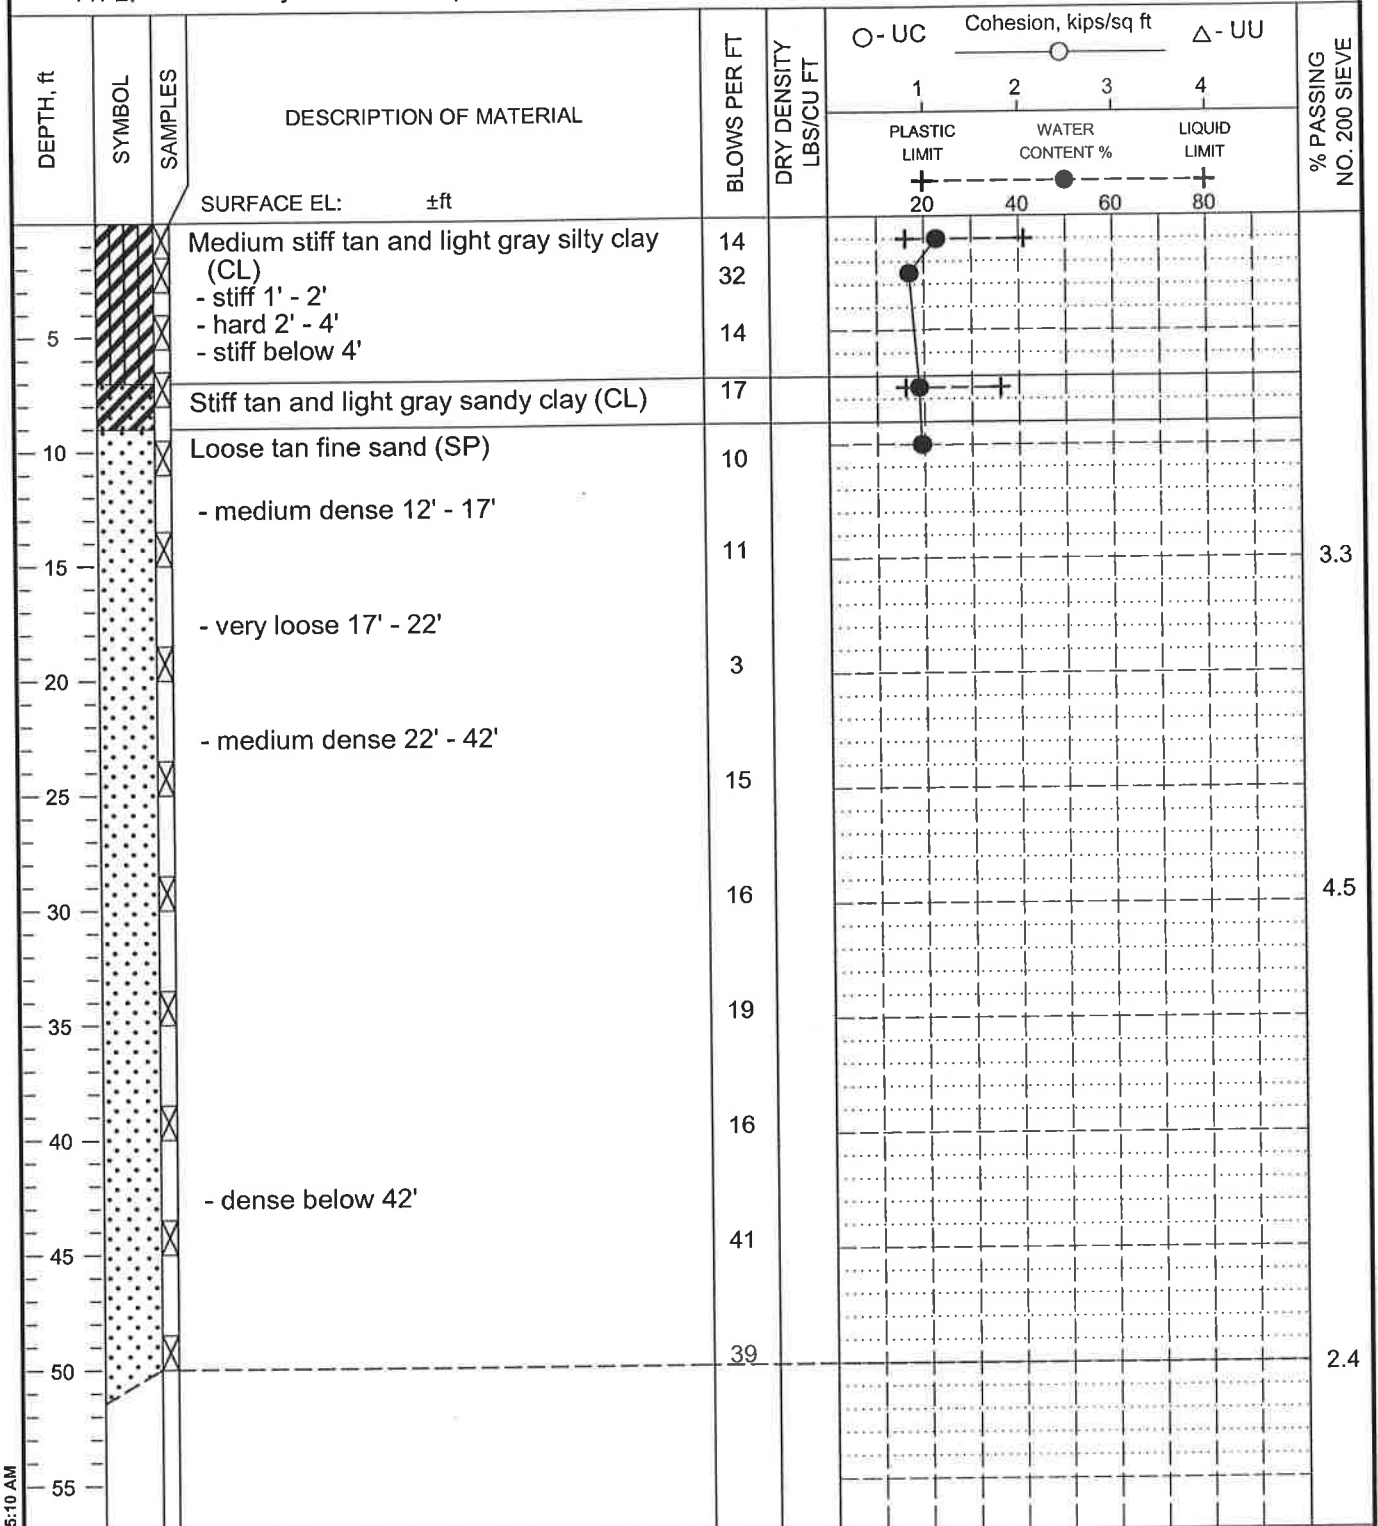 O - UC Cohesion, kips/sq ft △ - UU
1 2 3 4
DEPTH, ft
SYMBOL
SAMPLES
DESCRIPTION OF MATERIAL
BLOWS PER FT
DRY DENSITY
LBS/CU FT
PLASTIC LIMIT
WATER CONTENT %
LIQUID LIMIT
% PASSING
NO. 200 SIEVE
SURFACE EL: ±ft
20 40 60 80
Medium stiff tan and light gray silty clay 14
(CL) 32
- stiff 1' - 2'
- hard 2' - 4'
5 14
- stiff below 4'
Stiff tan and light gray sandy clay (CL) 17
Loose tan fine sand (SP)
10 10
- medium dense 12' - 17'
11 3.3
15
- very loose 17' - 22'
3
20
- medium dense 22' - 42'
15
25
16 4.5
30
19
35
16
40
- dense below 42'
41
45
39 2.4
50
55
5:10 AM